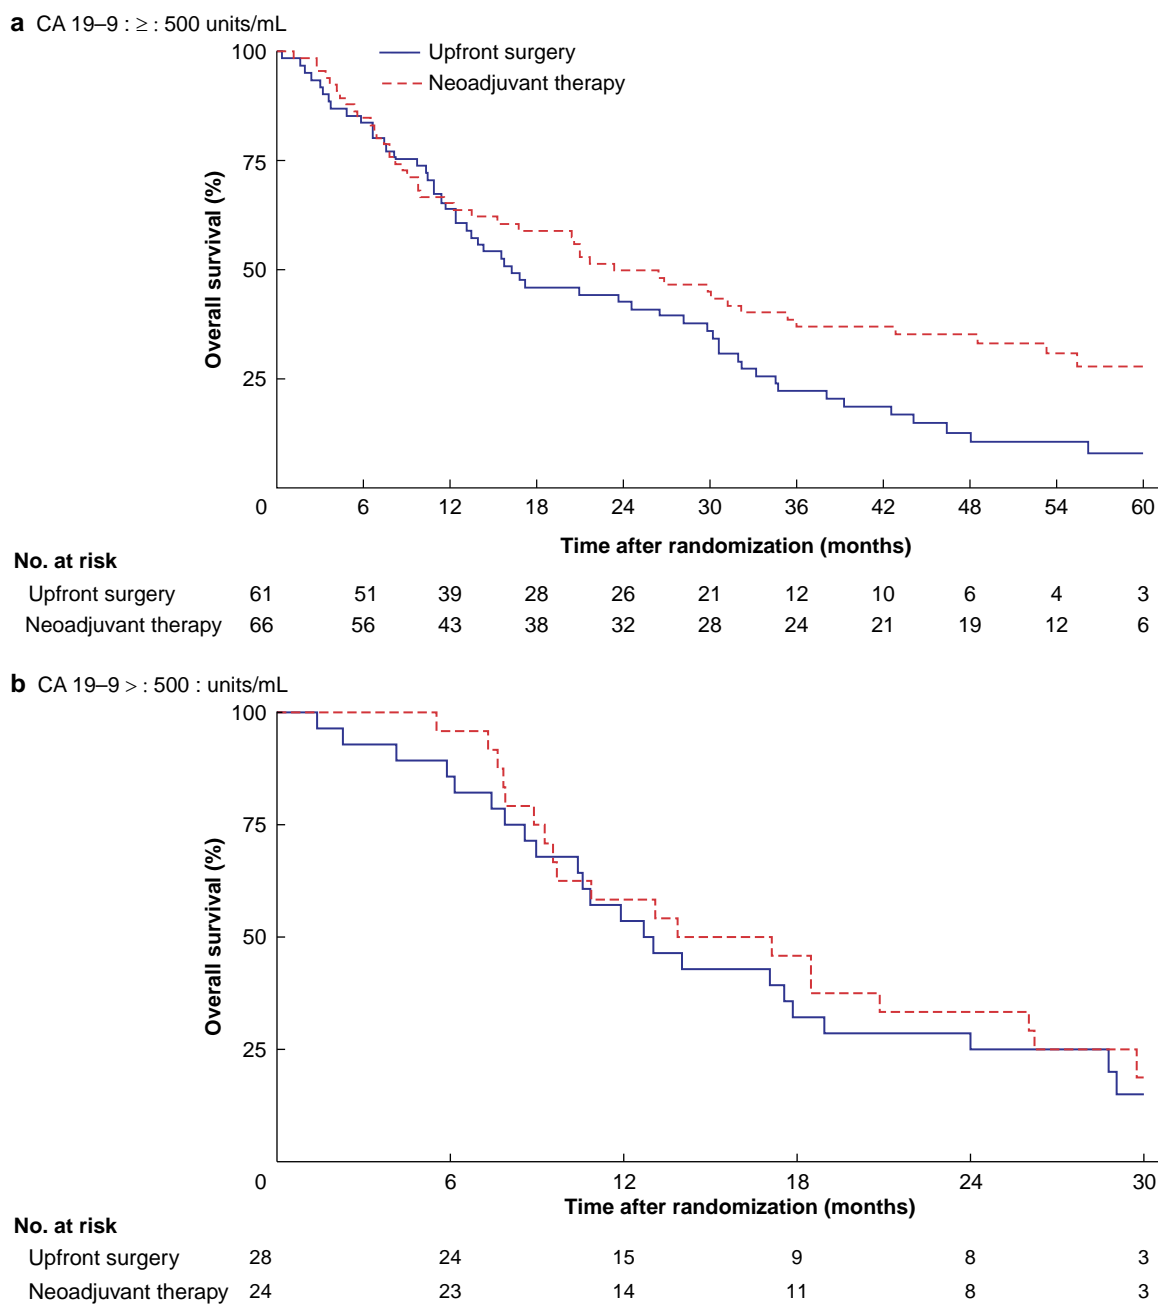 a CA 19–9 : ≥ : 500 units/mL
Upfront surgery
Neoadjuvant therapy
100
75
50
25
0
Overall survival (%)
6 12 18 24 30 36 42 48 54 60
Time after randomization (months)
No. at risk
Upfront surgery 61 51 39 28 26 21 12 10 6 4 3
Neoadjuvant therapy 66 56 43 38 32 28 24 21 19 12 6
b CA 19–9 > : 500 : units/mL
100
75
50
25
0
Overall survival (%)
6 12 18 24 30
Time after randomization (months)
No. at risk
Upfront surgery 28 24 15 9 8 3
Neoadjuvant therapy 24 23 14 11 8 3